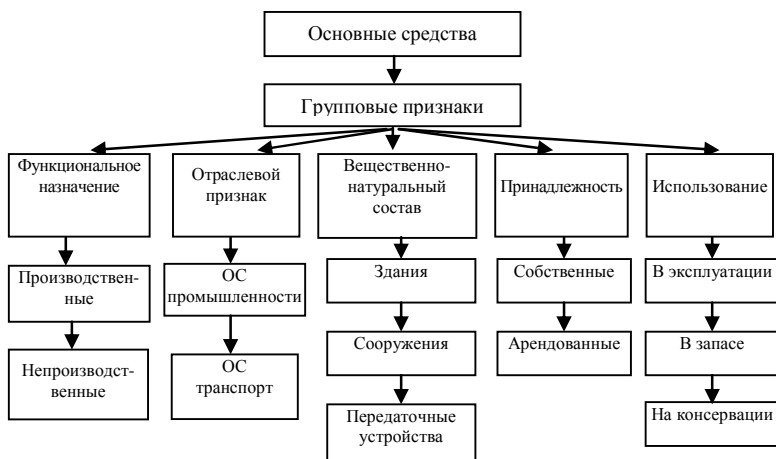 Основные средства
Групповые признаки
Функциональное
назначение
Отраслевой
признак
Вещественно-
натуральный
состав
Принадлежность
Использование
Производствен-
ные
ОС
промышленности
Здания
Собственные
В эксплуатации
Непроизводст-
венные
ОС
транспорт
Сооружения
Арендованные
В запасе
Передаточные
устройства
На консервации